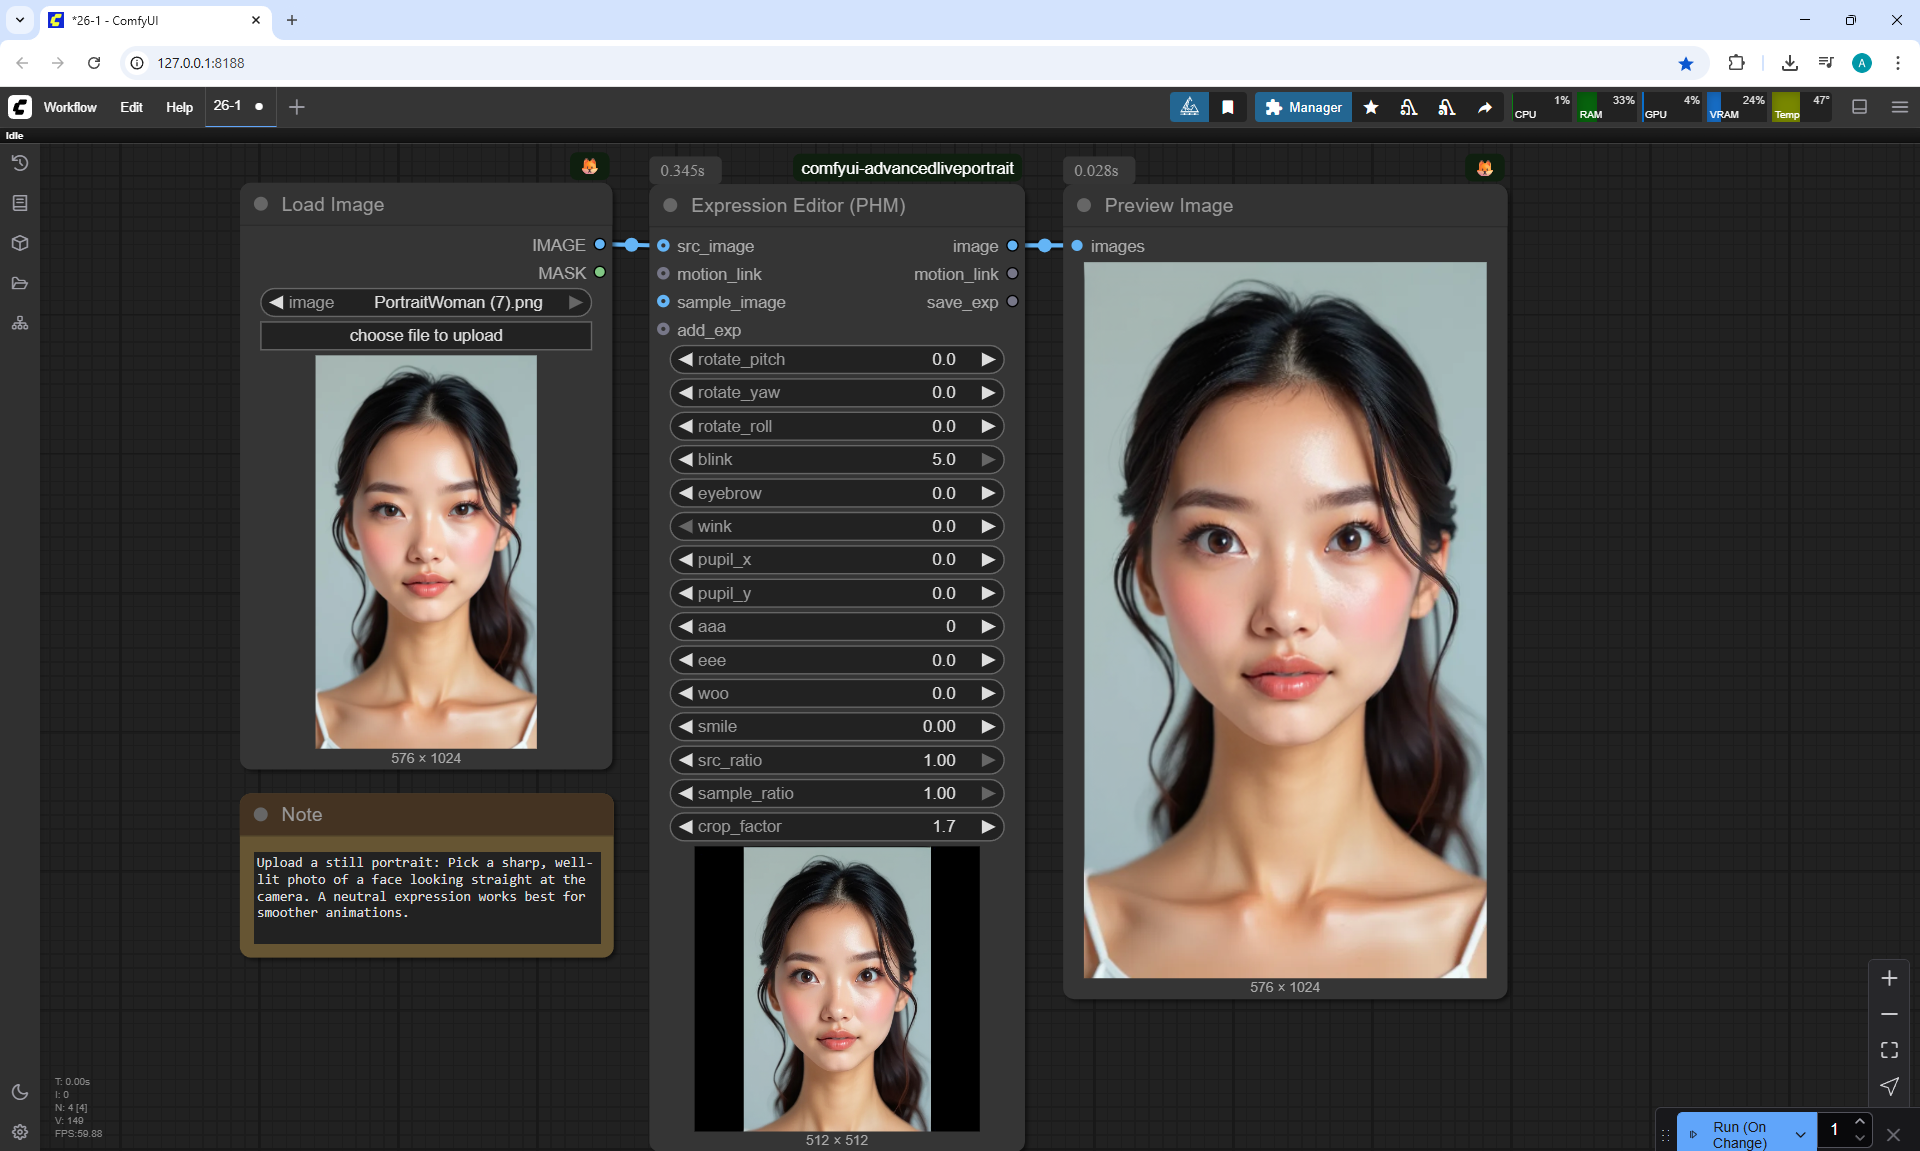 *26-1 - ComfyUI
127.0.0.1:8188
A
Workflow Edit Help 26-1
Manager
CPU 1% RAM 33% GPU 4% VRAM 24% Temp 47°
Idle
Load Image
IMAGE
MASK
image PortraitWoman (7).png
choose file to upload
576 × 1024
Note
Upload a still portrait: Pick a sharp, well-
lit photo of a face looking straight at the
camera. A neutral expression works best for
smoother animations.
0.345s comfyui-advancedliveportrait
Expression Editor (PHM)
src_image image
motion_link motion_link
sample_image save_exp
add_exp
rotate_pitch 0.0
rotate_yaw 0.0
rotate_roll 0.0
blink 5.0
eyebrow 0.0
wink 0.0
pupil_x 0.0
pupil_y 0.0
aaa 0
eee 0.0
woo 0.0
smile 0.00
src_ratio 1.00
sample_ratio 1.00
crop_factor 1.7
512 × 512
0.028s
Preview Image
images
576 × 1024
T: 0.00s
I: 0
N: 4 [4]
V: 149
FPS:59.88
Run (On
Change)
1